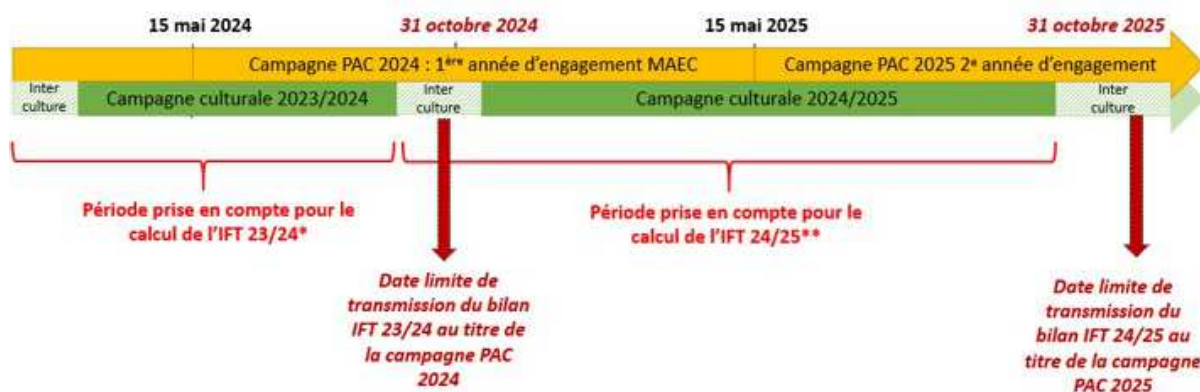 15 mai 2024
31 octobre 2024
15 mai 2025
31 octobre 2025
Campagne PAC 2024 : 1ère année d'engagement MAEC
Campagne PAC 2025 2e année d'engagement
Inter
culture
Campagne culturale 2023/2024
Inter
culture
Campagne culturale 2024/2025
Inter
culture
Période prise en compte pour le
calcul de l'IFT 23/24*
Période prise en compte pour le
calcul de l'IFT 24/25**
Date limite de
transmission du bilan
IFT 23/24 au titre de
la campagne PAC
2024
Date limite de
transmission du
bilan IFT 24/25 au
titre de la campagne
PAC 2025